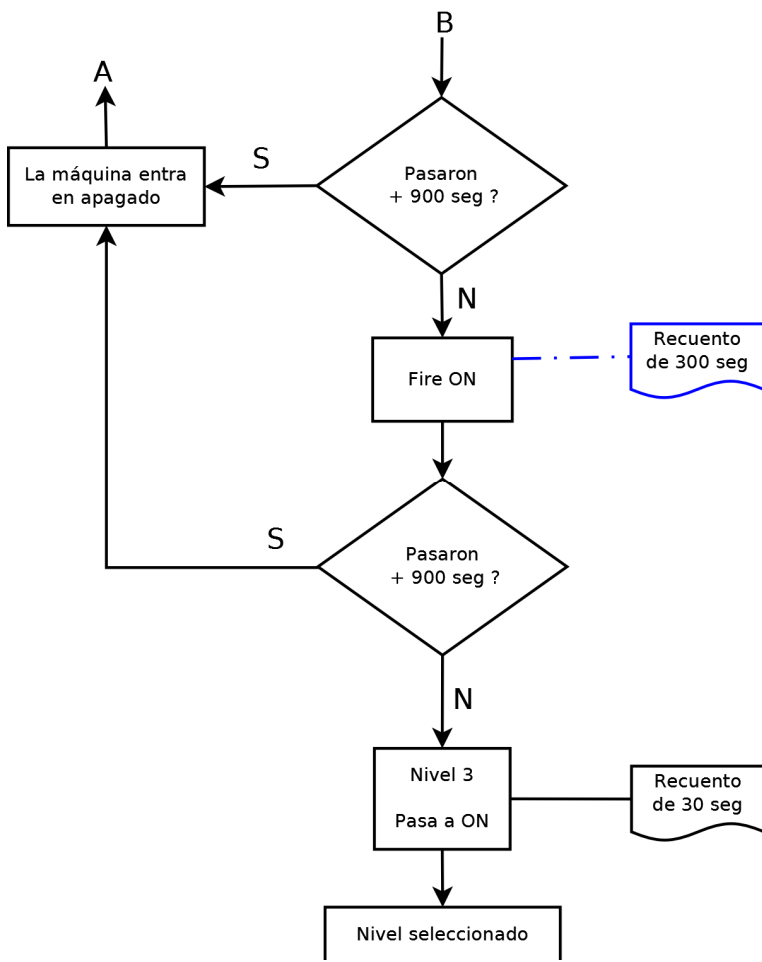 B
A
La máquina entra
en apagado
S
Pasaron
+ 900 seg ?
N
Fire ON
Recuento
de 300 seg
S
Pasaron
+ 900 seg ?
N
Nivel 3
Pasa a ON
Recuento
de 30 seg
Nivel seleccionado